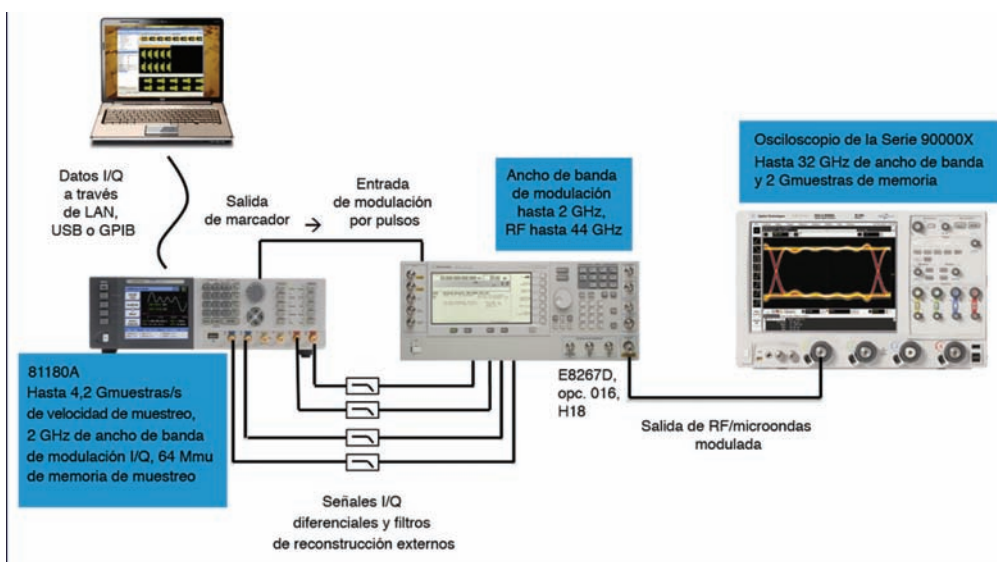 Datos I/Q
a través
de LAN,
USB o GPIB
Salida
de marcador
→
Entrada
de modulación
por pulsos
Ancho de banda
de modulación
hasta 2 GHz,
RF hasta 44 GHz
Osciloscopio de la Serie 90000X
Hasta 32 GHz de ancho de banda
y 2 Gmuestras de memoria
81180A
Hasta 4,2 Gmuestras/s
de velocidad de muestreo,
2 GHz de ancho de banda
de modulación I/Q, 64 Mmu
de memoria de muestreo
E8267D,
opc. 016,
H18
Salida de RF/microondas
modulada
Señales I/Q
diferenciales y filtros
de reconstrucción externos